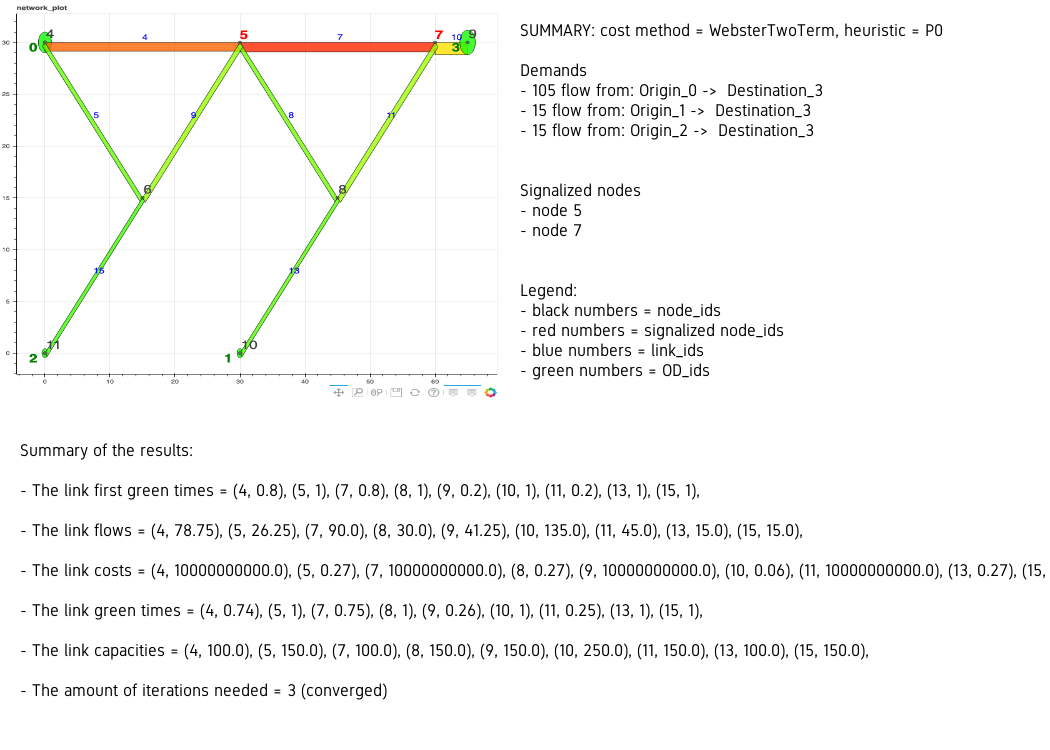 network_plot
SUMMARY: cost method = WebsterTwoTerm, heuristic = P0
Demands
- 105 flow from: Origin_0 -> Destination_3
- 15 flow from: Origin_1 -> Destination_3
- 15 flow from: Origin_2 -> Destination_3
Signalized nodes
- node 5
- node 7
Legend:
- black numbers = node_ids
- red numbers = signalized node_ids
- blue numbers = link_ids
- green numbers = OD_ids
30
25
20
15
10
5
0
0 10 20 30 40 50 60
4 4 5 7 7 10 9
0 3
5 9 8 11
6 8
15 13
11 10
2 1
Summary of the results:
- The link first green times = (4, 0.8), (5, 1), (7, 0.8), (8, 1), (9, 0.2), (10, 1), (11, 0.2), (13, 1), (15, 1),
- The link flows = (4, 78.75), (5, 26.25), (7, 90.0), (8, 30.0), (9, 41.25), (10, 135.0), (11, 45.0), (13, 15.0), (15, 15.0),
- The link costs = (4, 10000000000.0), (5, 0.27), (7, 10000000000.0), (8, 0.27), (9, 10000000000.0), (10, 0.06), (11, 10000000000.0), (13, 0.27), (15,
- The link green times = (4, 0.74), (5, 1), (7, 0.75), (8, 1), (9, 0.26), (10, 1), (11, 0.25), (13, 1), (15, 1),
- The link capacities = (4, 100.0), (5, 150.0), (7, 100.0), (8, 150.0), (9, 150.0), (10, 250.0), (11, 150.0), (13, 100.0), (15, 150.0),
- The amount of iterations needed = 3 (converged)